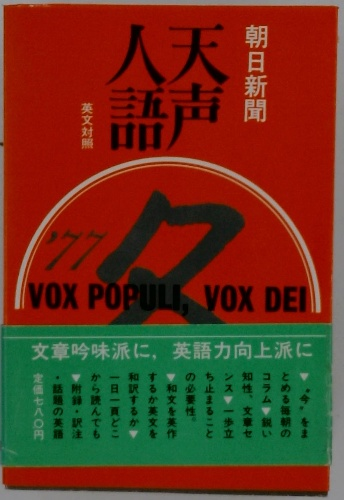 朝日新聞
天声
人語
英文対照
'77
冬
VOX POPULI, VOX DEI
文章吟味派に, 英語力向上派に
▼“今”をま
とめる毎朝の
コラム▼鋭い
知性、文章セ
ンス▼一歩立
ち止まること
の必要性。
▼和文を英作
するか英文を
和訳するか▼
一日一頁どこ
から読んでも
▼附録・訳注
・話題の英語
定価七八〇円